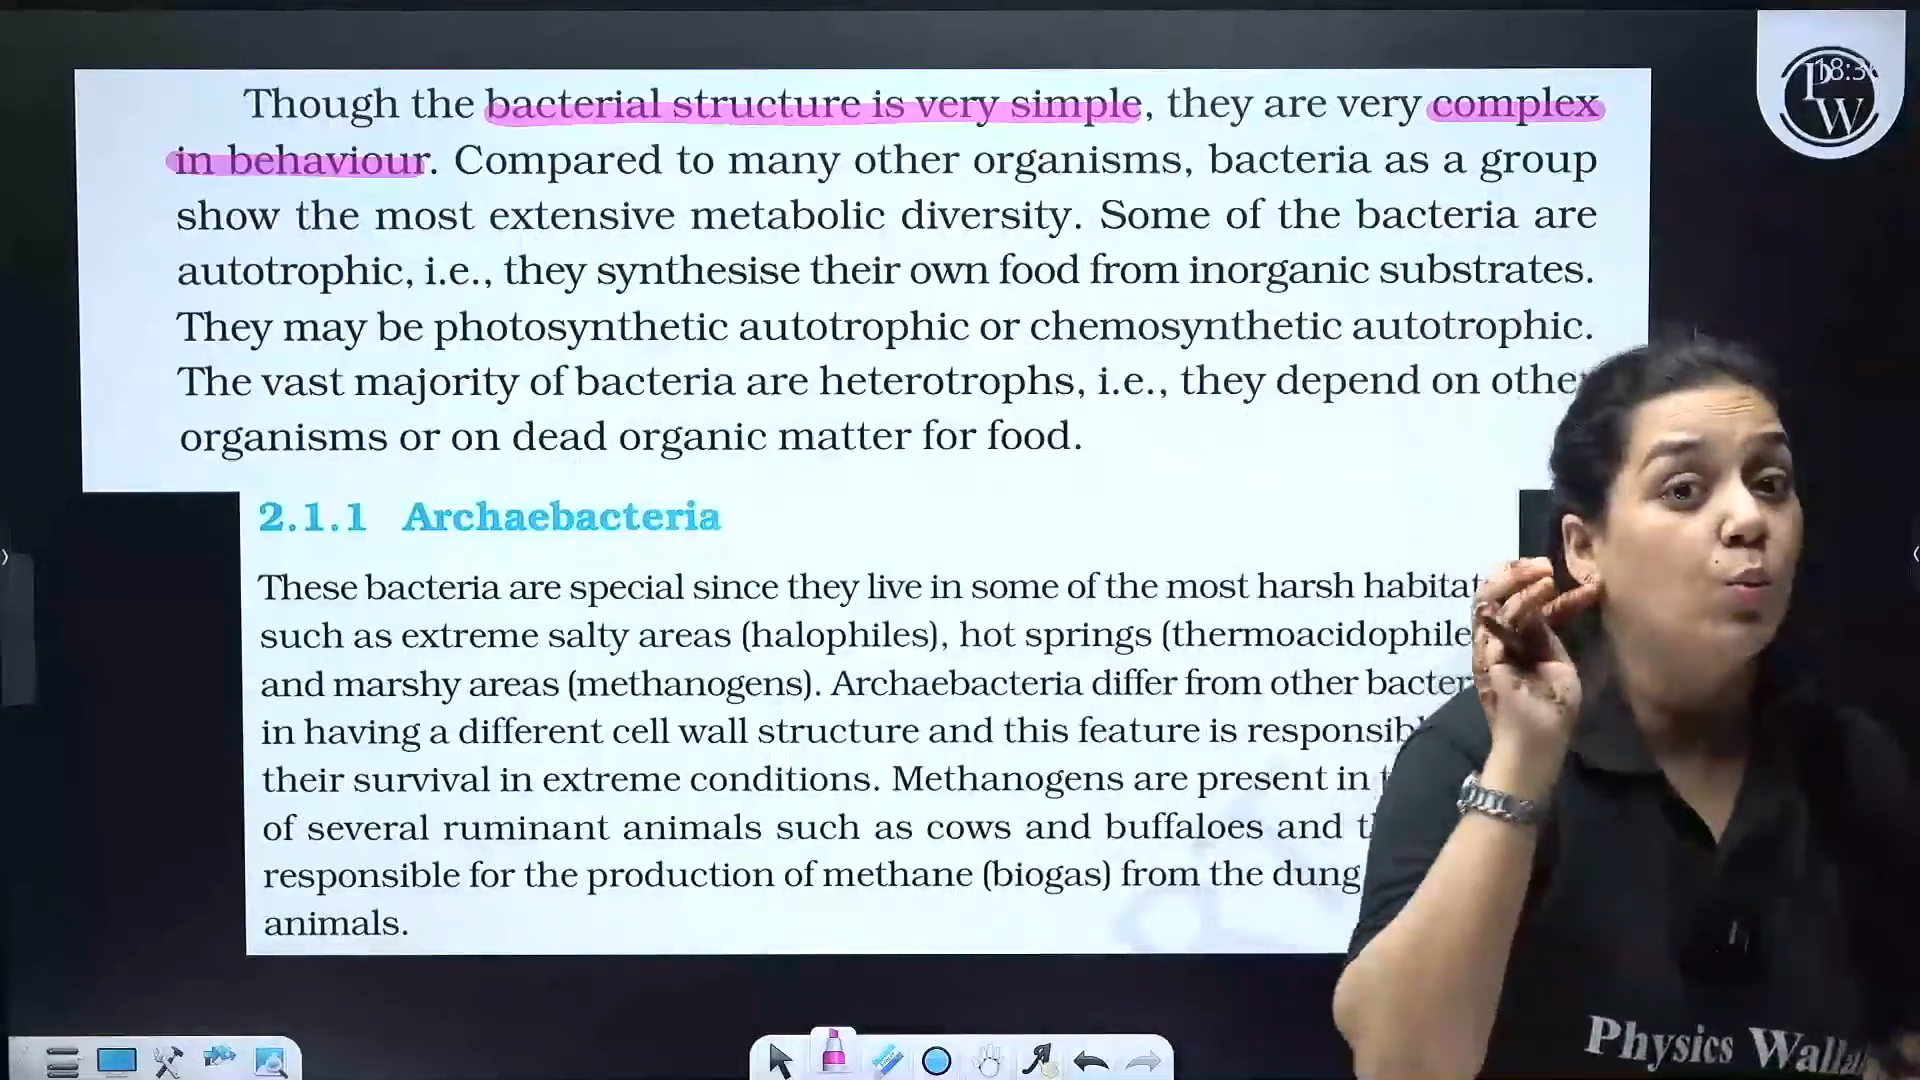 18:3
PW
Though the bacterial structure is very simple, they are very complex
in behaviour. Compared to many other organisms, bacteria as a group
show the most extensive metabolic diversity. Some of the bacteria are
autotrophic, i.e., they synthesise their own food from inorganic substrates.
They may be photosynthetic autotrophic or chemosynthetic autotrophic.
The vast majority of bacteria are heterotrophs, i.e., they depend on
organisms or on dead organic matter for food.
2.1.1 Archaebacteria
These bacteria are special since they live in some of the most harsh
such as extreme salty areas (halophiles), hot springs
and marshy areas (methanogens). Archaebacteria differ from other
in having a different cell wall structure and this feature is
their survival in extreme conditions. Methanogens are present in
of several ruminant animals such as cows and buffaloes and
responsible for the production of methane (biogas) from the dung
animals.
Physics